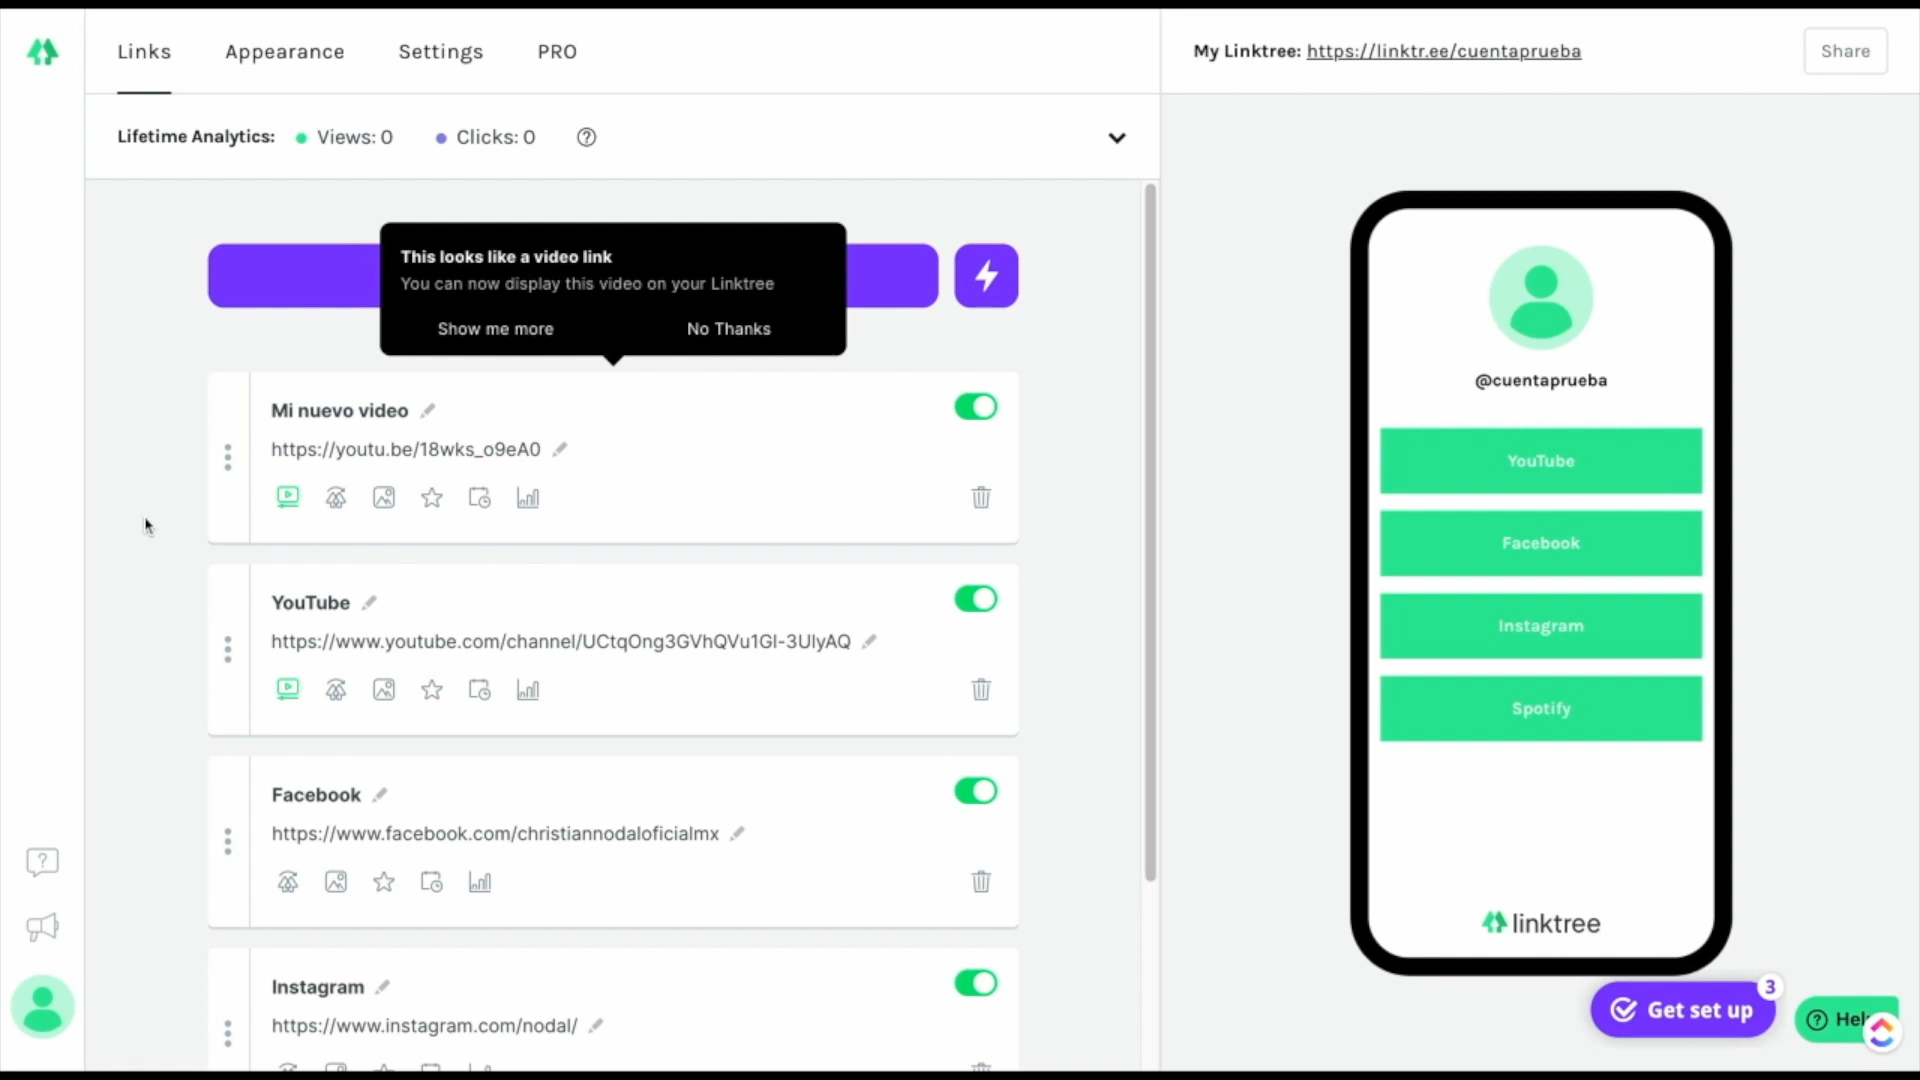 Links Appearance Settings PRO
My Linktree: https://linktr.ee/cuentaprueba
Share
Lifetime Analytics: Views: 0 Clicks: 0 ?
This looks like a video link
You can now display this video on your Linktree
Show me more No Thanks
Mi nuevo video
https://youtu.be/18wks_o9eA0
YouTube
https://www.youtube.com/channel/UCtqOng3GVhQVu1Gl-3UlyAQ
Facebook
https://www.facebook.com/christiannodaloficialmx
Instagram
https://www.instagram.com/nodal/
@cuentaprueba
YouTube
Facebook
Instagram
Spotify
linktree
Get set up
3
? Hel